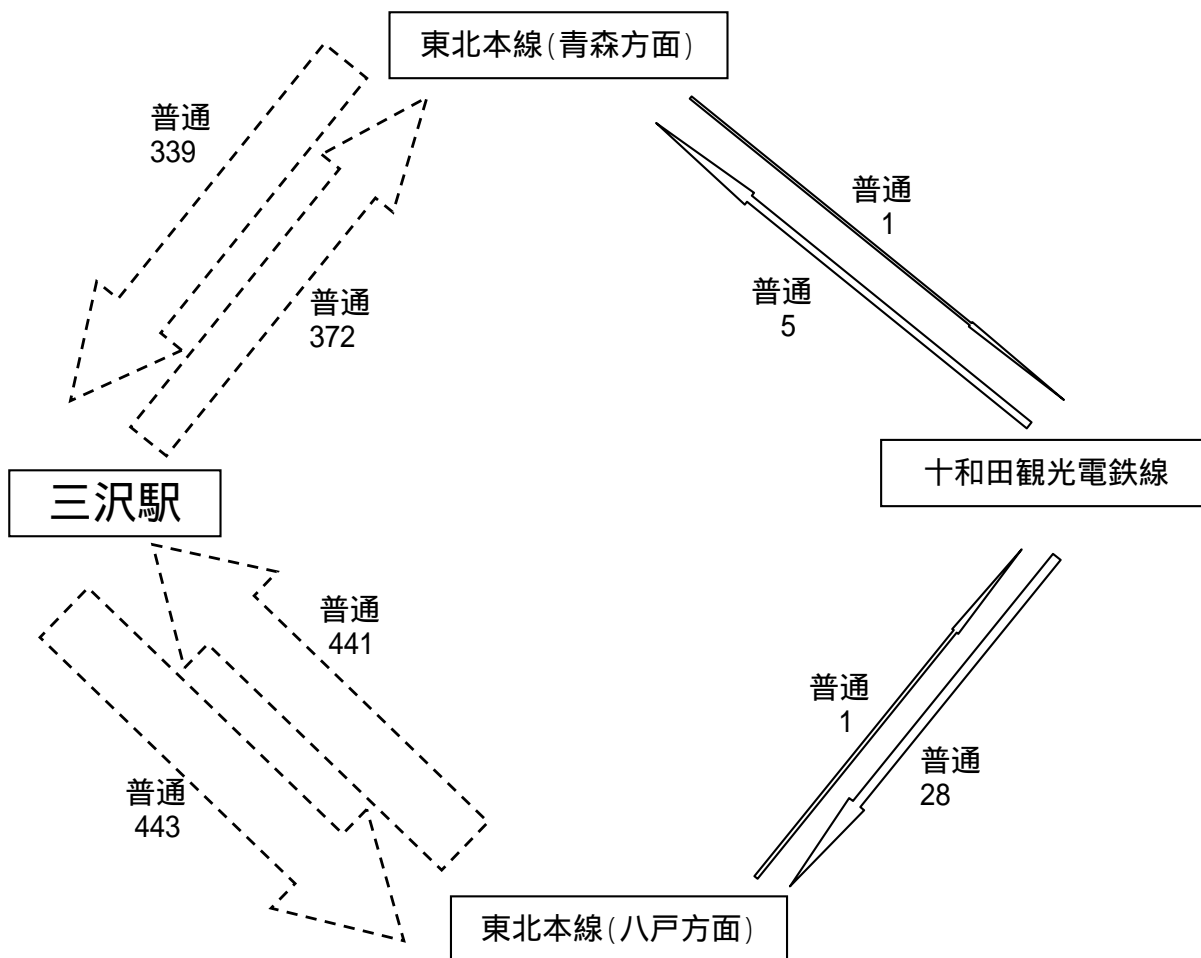 東北本線(青森方面)
普通
339
普通
1
普通
372
普通
5
三沢駅
十和田観光電鉄線
普通
441
普通
1
普通
443
普通
28
東北本線(八戸方面)